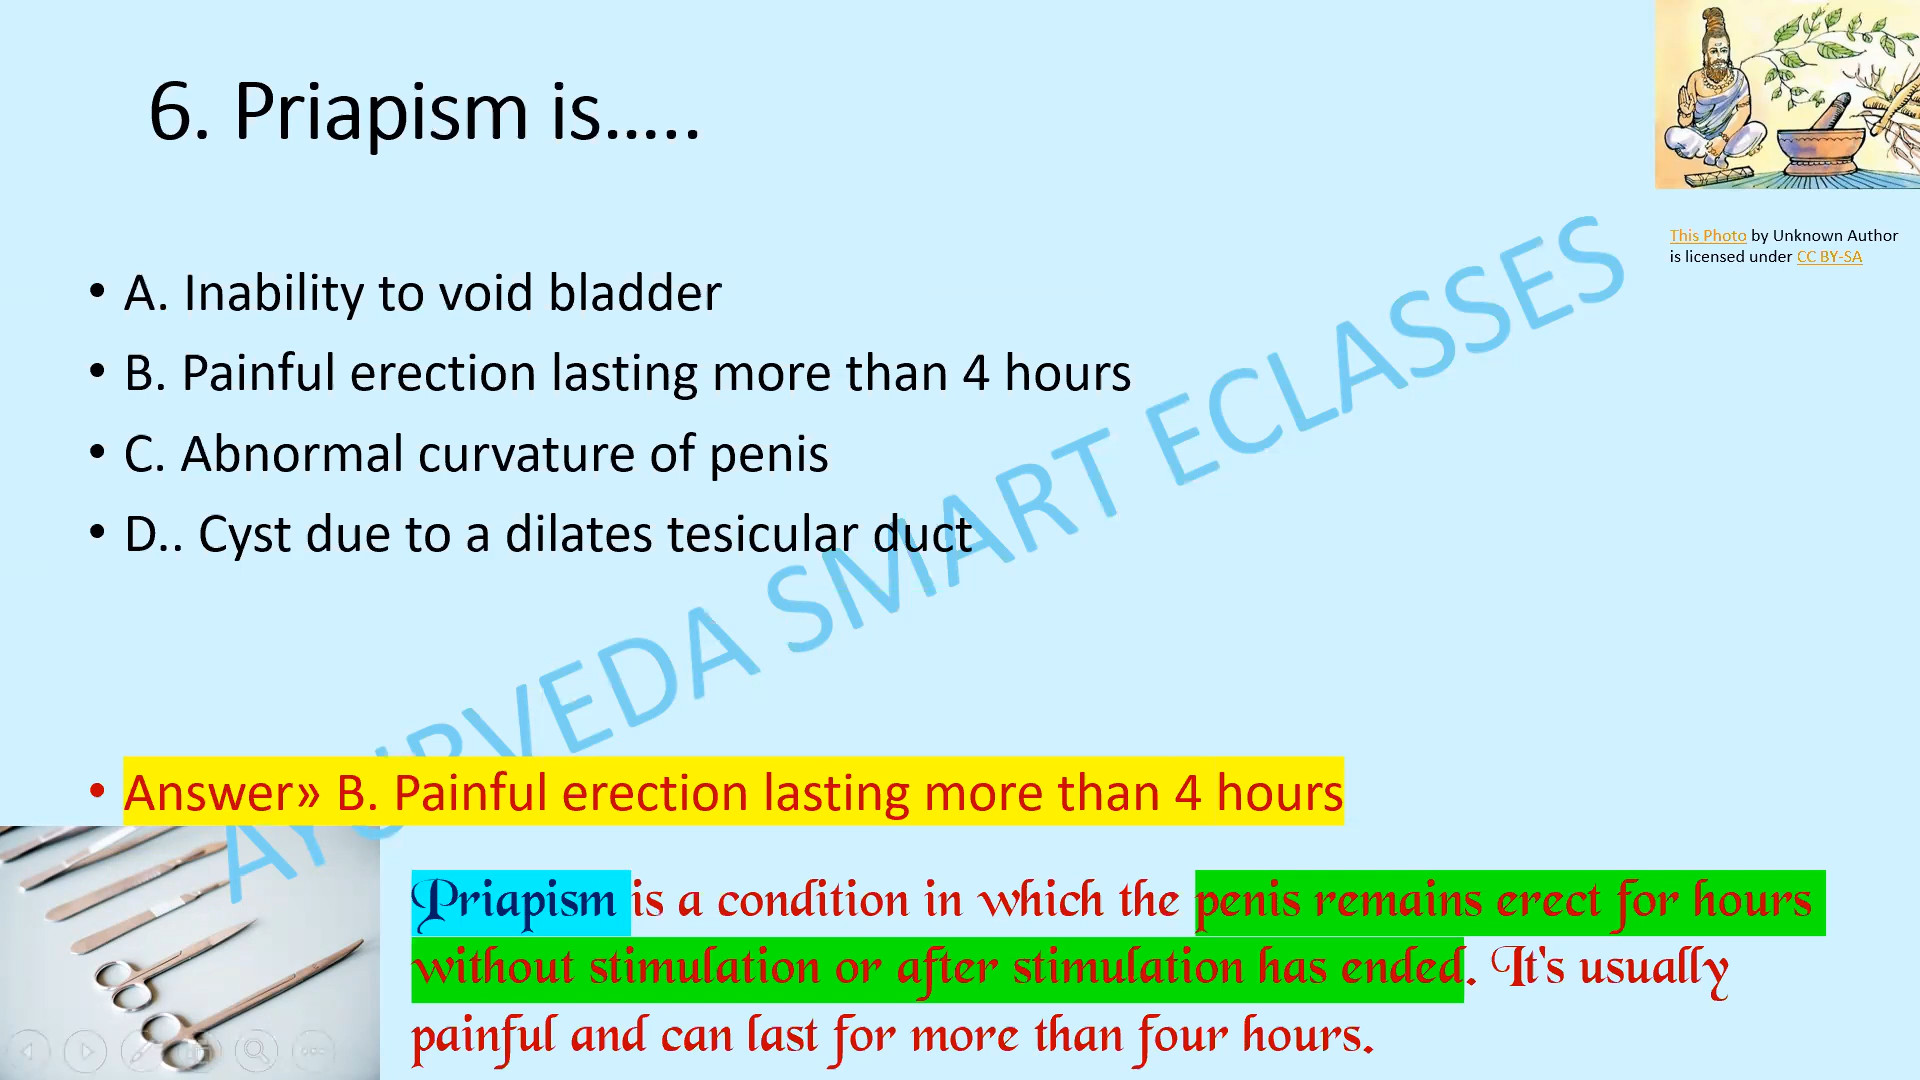 6. Priapism is.....
This Photo by Unknown Author
is licensed under CC BY-SA
• A. Inability to void bladder
• B. Painful erection lasting more than 4 hours
• C. Abnormal curvature of penis
• D.. Cyst due to a dilates tesicular duct
AYURVEDA SMART ECLASSES
• Answer» B. Painful erection lasting more than 4 hours
Priapism is a condition in which the penis remains erect for hours
without stimulation or after stimulation has ended. It's usually
painful and can last for more than four hours.